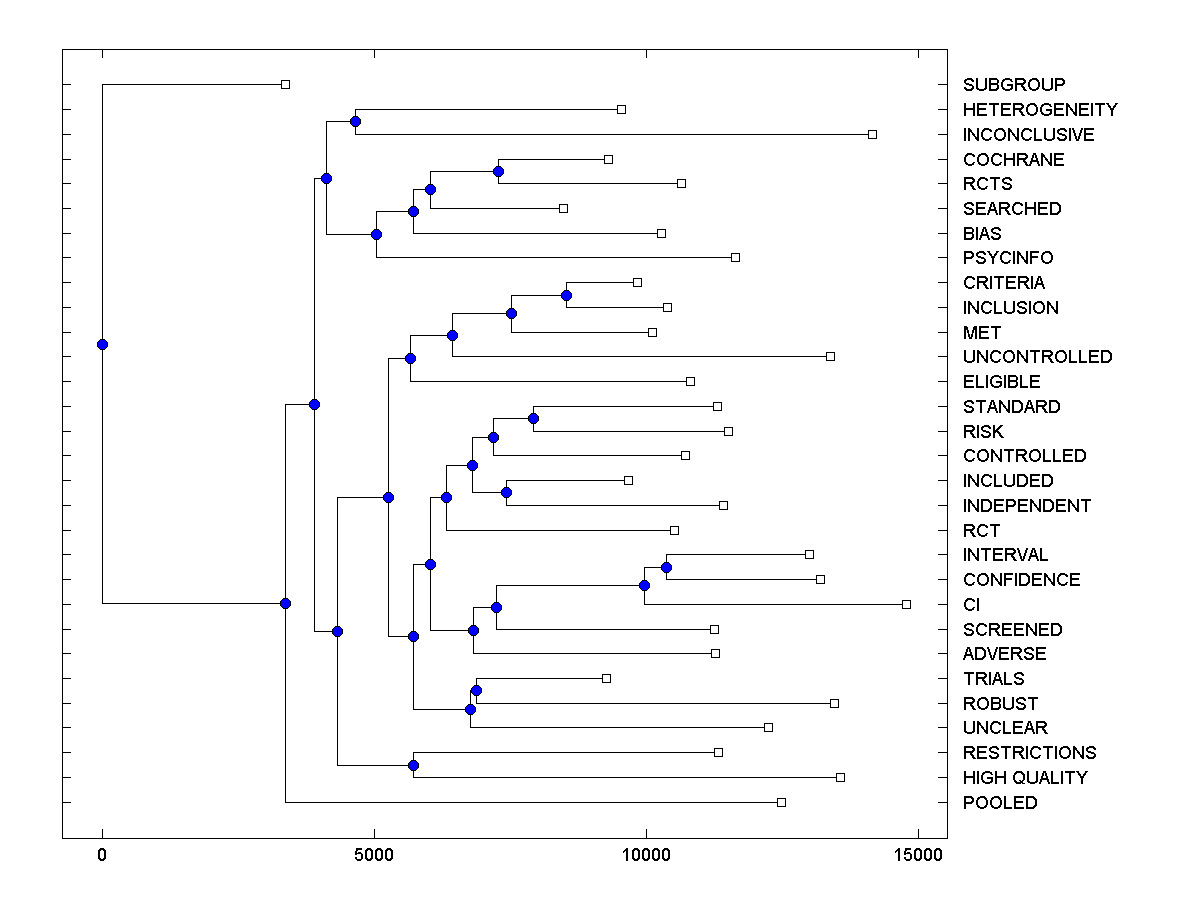 SUBGROUP
HETEROGENEITY
INCONCLUSIVE
COCHRANE
RCTS
SEARCHED
BIAS
PSYCINFO
CRITERIA
INCLUSION
MET
UNCONTROLLED
ELIGIBLE
STANDARD
RISK
CONTROLLED
INCLUDED
INDEPENDENT
RCT
INTERVAL
CONFIDENCE
CI
SCREENED
ADVERSE
TRIALS
ROBUST
UNCLEAR
RESTRICTIONS
HIGH QUALITY
POOLED
0 5000 10000 15000